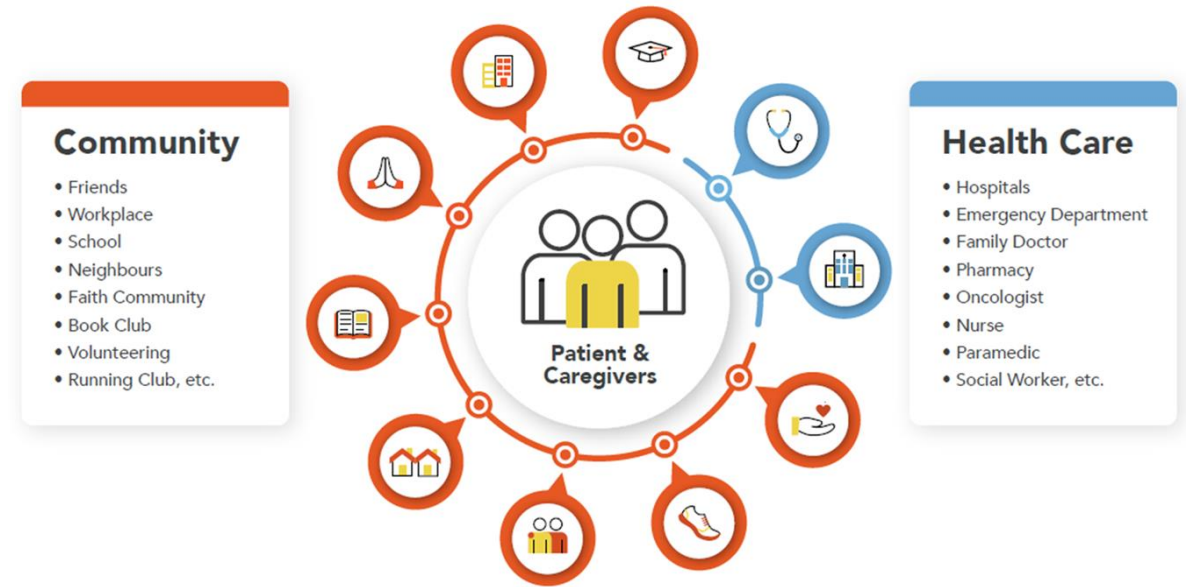 Community
• Friends
• Workplace
• School
• Neighbours
• Faith Community
• Book Club
• Volunteering
• Running Club, etc.
Patient &
Caregivers
Health Care
• Hospitals
• Emergency Department
• Family Doctor
• Pharmacy
• Oncologist
• Nurse
• Paramedic
• Social Worker, etc.